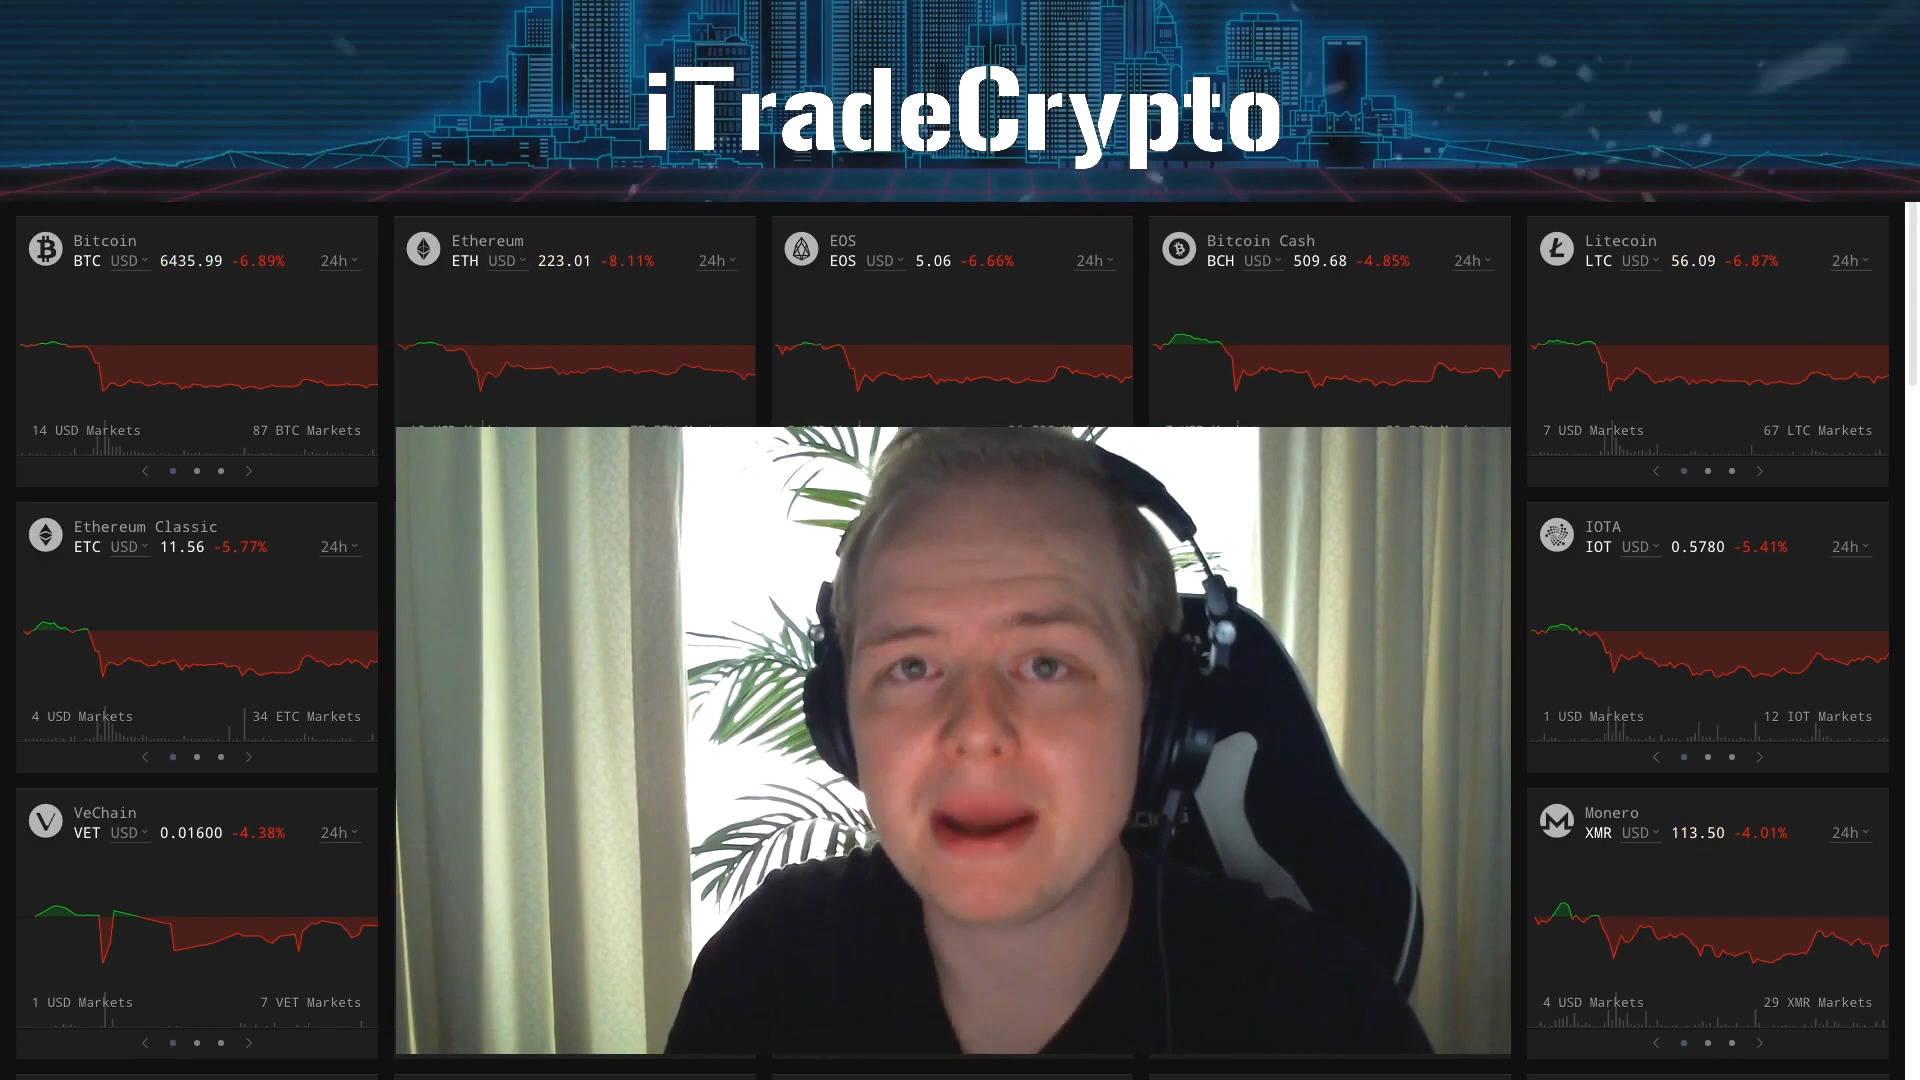 iTradeCrypto
Bitcoin
BTC USD 6435.99 -6.89% 24h
14 USD Markets 87 BTC Markets
Ethereum
ETH USD 223.01 -8.11% 24h
EOS
EOS USD 5.06 -6.66% 24h
Bitcoin Cash
BCH USD 509.68 -4.85% 24h
Litecoin
LTC USD 56.09 -6.87% 24h
7 USD Markets 67 LTC Markets
Ethereum Classic
ETC USD 11.56 -5.77% 24h
4 USD Markets 34 ETC Markets
IOTA
IOT USD 0.5780 -5.41% 24h
1 USD Markets 12 IOT Markets
VeChain
VET USD 0.01600 -4.38% 24h
1 USD Markets 7 VET Markets
Monero
XMR USD 113.50 -4.01% 24h
4 USD Markets 29 XMR Markets